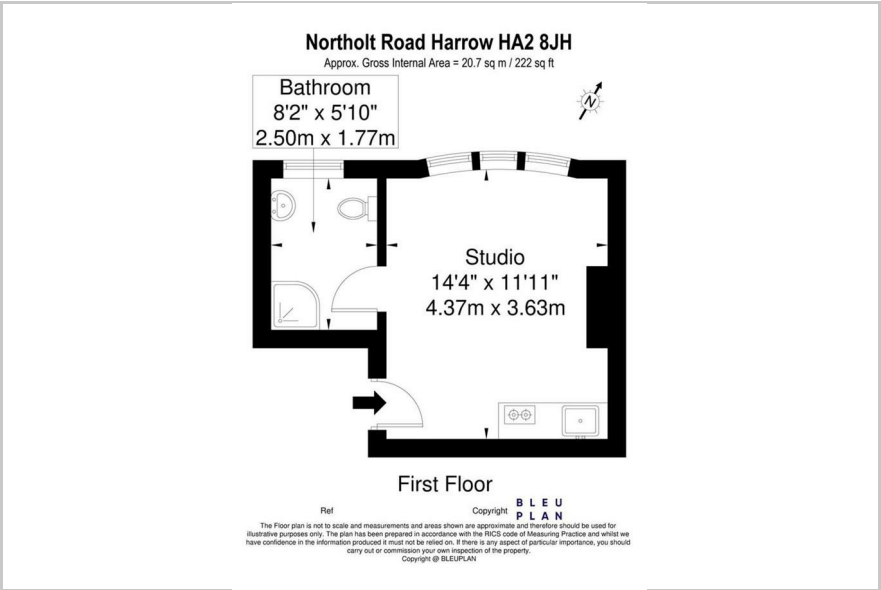 Northolt Road Harrow HA2 8JH
Approx. Gross Internal Area = 20.7 sq m / 222 sq ft
N
Bathroom
8'2" x 5'10"
2.50m x 1.77m
Studio
14'4" x 11'11"
4.37m x 3.63m
First Floor
Ref
Copyright
BLEU
PLAN
The Floor plan is not to scale and measurements and areas shown are approximate and therefore should be used for
illustrative purposes only. The plan has been prepared in accordance with the RICS code of Measuring Practice and whilst we
have confidence in the information produced it must not be relied on. If there is any aspect of particular importance, you should
carry out or commission your own inspection of the property.
Copyright @ BLEUPLAN